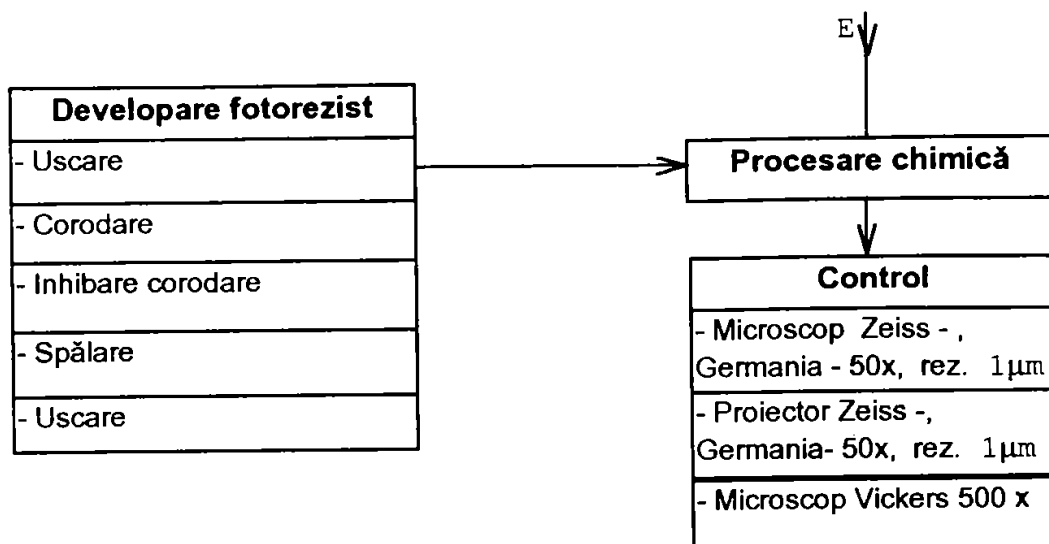 E
Developare fotorezist
- Uscare
- Corodare
- Inhibare corodare
- Spălare
- Uscare
Procesare chimică
Control
- Microscop Zeiss - ,
Germania - 50x, rez. 1µm
- Proiector Zeiss -,
Germania- 50x, rez. 1µm
- Microscop Vickers 500 x